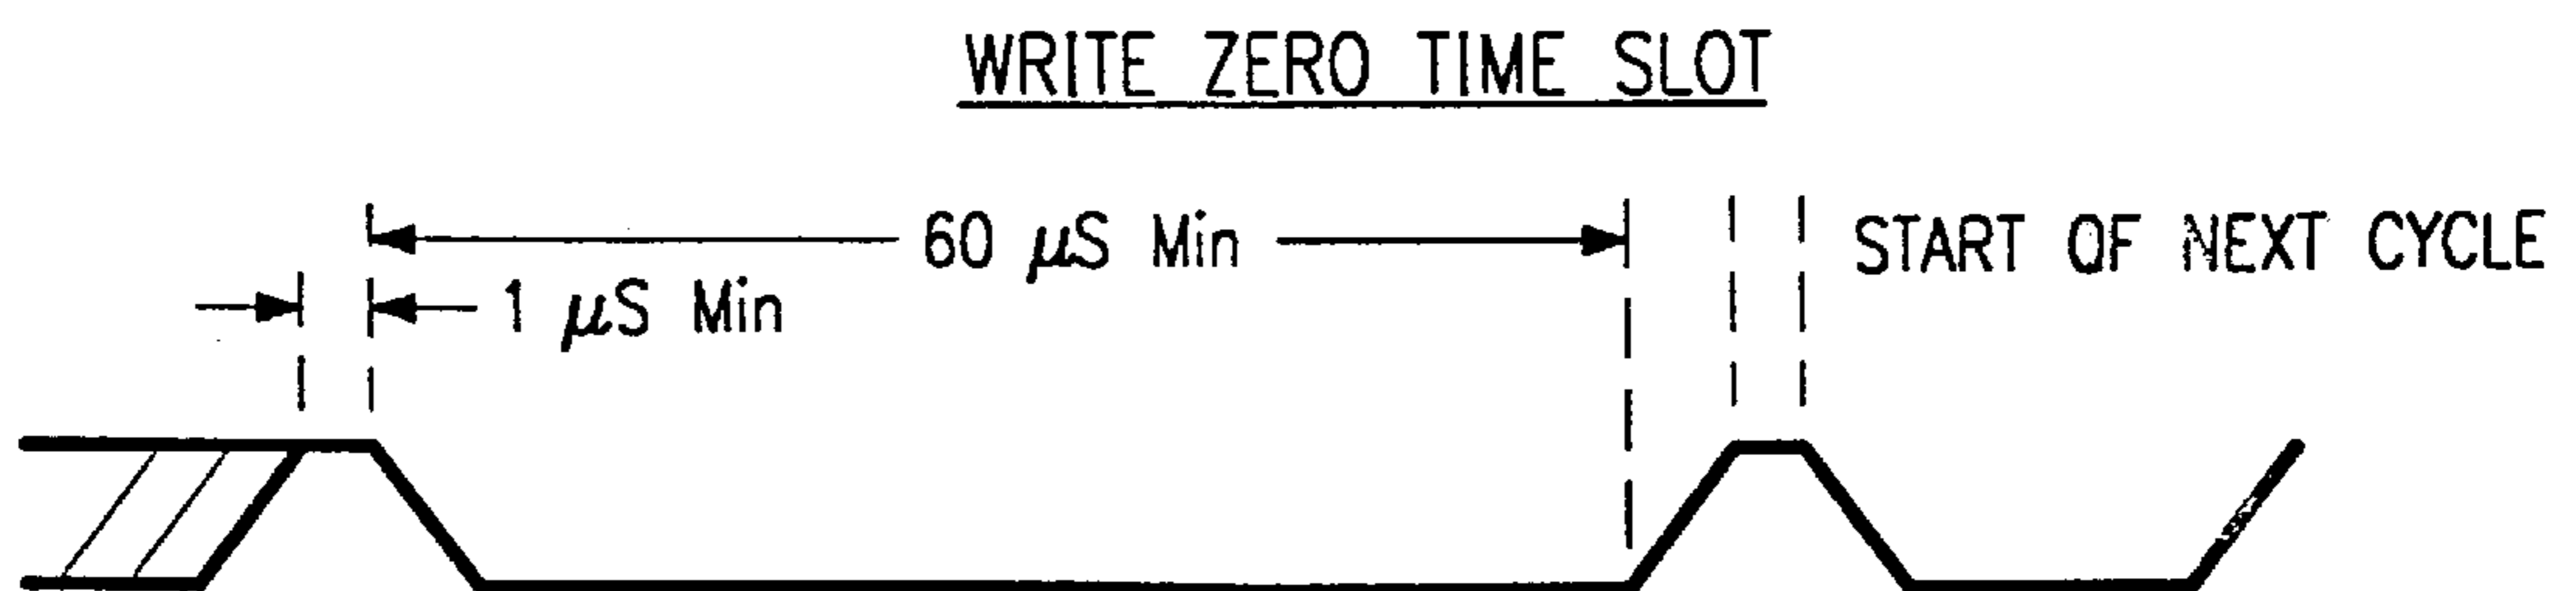 WRITE ZERO TIME SLOT
60 µS Min
START OF NEXT CYCLE
1 µS Min